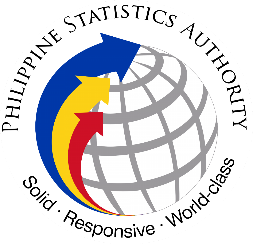 PHILIPPINE STATISTICS AUTHORITY
Solid · Responsive · World-class